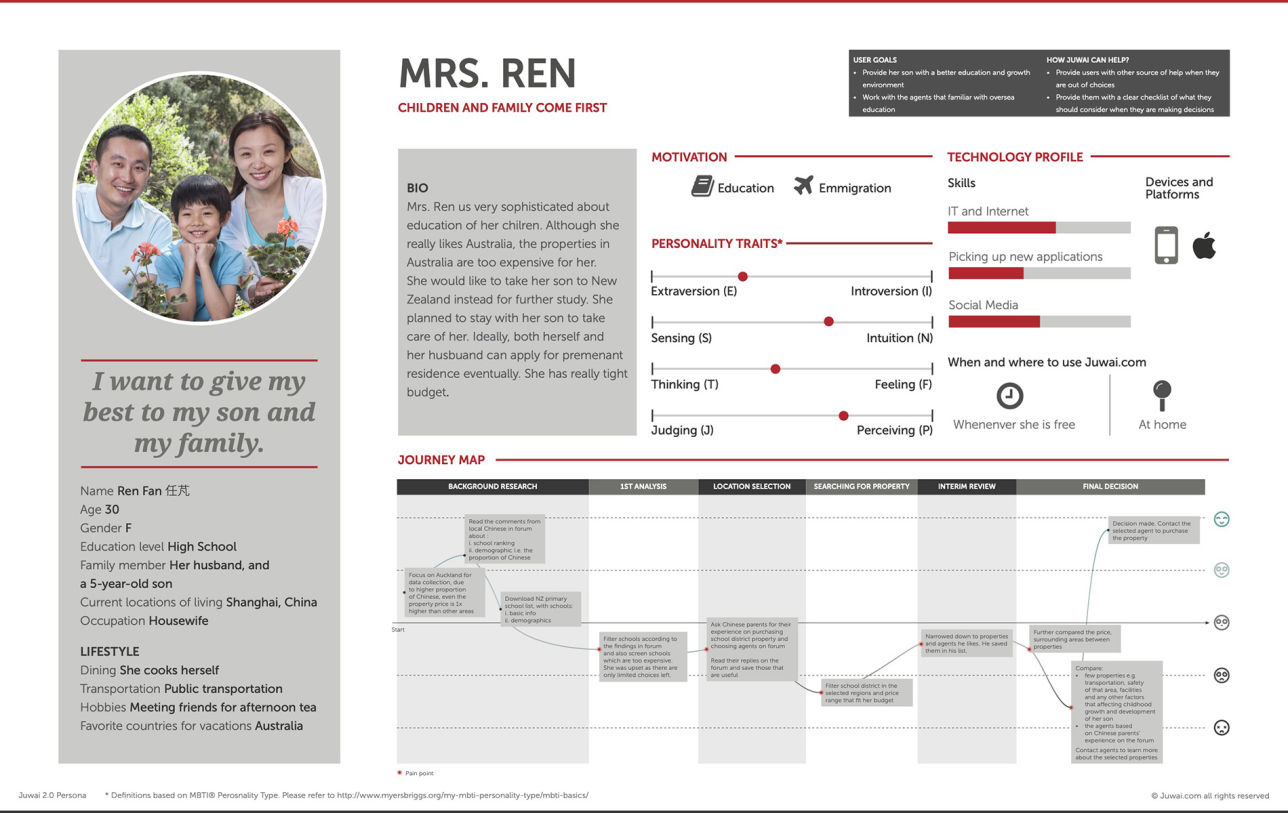 MRS. REN
CHILDREN AND FAMILY COME FIRST
USER GOALS
• Provide her son with a better education and growth
environment
• Work with the agents that familiar with oversea
education
HOW JUWAI CAN HELP?
• Provide users with other source of help when they
are out of choices
• Provide them with a clear checklist of what they
should consider when they are making decisions
I want to give my
best to my son and
my family.
Name Ren Fan 任芃
Age 30
Gender F
Education level High School
Family member Her husband, and
a 5-year-old son
Current locations of living Shanghai, China
Occupation Housewife
LIFESTYLE
Dining She cooks herself
Transportation Public transportation
Hobbies Meeting friends for afternoon tea
Favorite countries for vacations Australia
BIO
Mrs. Ren us very sophisticated about
education of her chilren. Although she
really likes Australia, the properties in
Australia are too expensive for her.
She would like to take her son to New
Zealand instead for further study. She
planned to stay with her son to take
care of her. Ideally, both herself and
her husbuand can apply for premenant
residence eventually. She has really tight
budget.
MOTIVATION
Education
Emmigration
PERSONALITY TRAITS*
Extraversion (E) Introversion (I)
Sensing (S) Intuition (N)
Thinking (T) Feeling (F)
Judging (J) Perceiving (P)
TECHNOLOGY PROFILE
Skills
IT and Internet
Picking up new applications
Social Media
Devices and
Platforms
When and where to use Juwai.com
Whenenver she is free
At home
JOURNEY MAP
BACKGROUND RESEARCH
1ST ANALYSIS
LOCATION SELECTION
SEARCHING FOR PROPERTY
INTERIM REVIEW
FINAL DECISION
Start
Focus on Auckland for
data collection, due
to higher proportion
of Chinese, even the
property price is 1x
higher than other areas
Read the comments from
local Chinese in forum
about :
i. school ranking
ii. demographic i.e. the
proportion of Chinese
Download NZ primary
school list, with schools:
i. basic info
ii. demographics
Filter schools according to
the findings in forum
and also screen schools
which are too expensive.
She was upset as there are
only limited choices left.
Ask Chinese parents for their
experience on purchasing
school district property and
choosing agents on forum
Read their replies on the
forum and save those that
are useful
Filter school district in the
selected regions and price
range that fit her budget
Narrowed down to properties
and agents he likes. He saved
them in his list.
Further compared the price,
surrounding areas between
properties
Compare:
• few properties e.g.
transportation, safety
of that area, facilities
and any other factors
that affecting childhood
growth and development
of her son
• the agents based
on Chinese parents'
experience on the forum
Contact agents to learn more
about the selected properties
Decision made. Contact the
selected agent to purchase
the property
Pain point
Juwai 2.0 Persona
* Definitions based on MBTI® Perosnality Type. Please refer to http://www.myersbriggs.org/my-mbti-personality-type/mbti-basics/
© Juwai.com all rights reserved